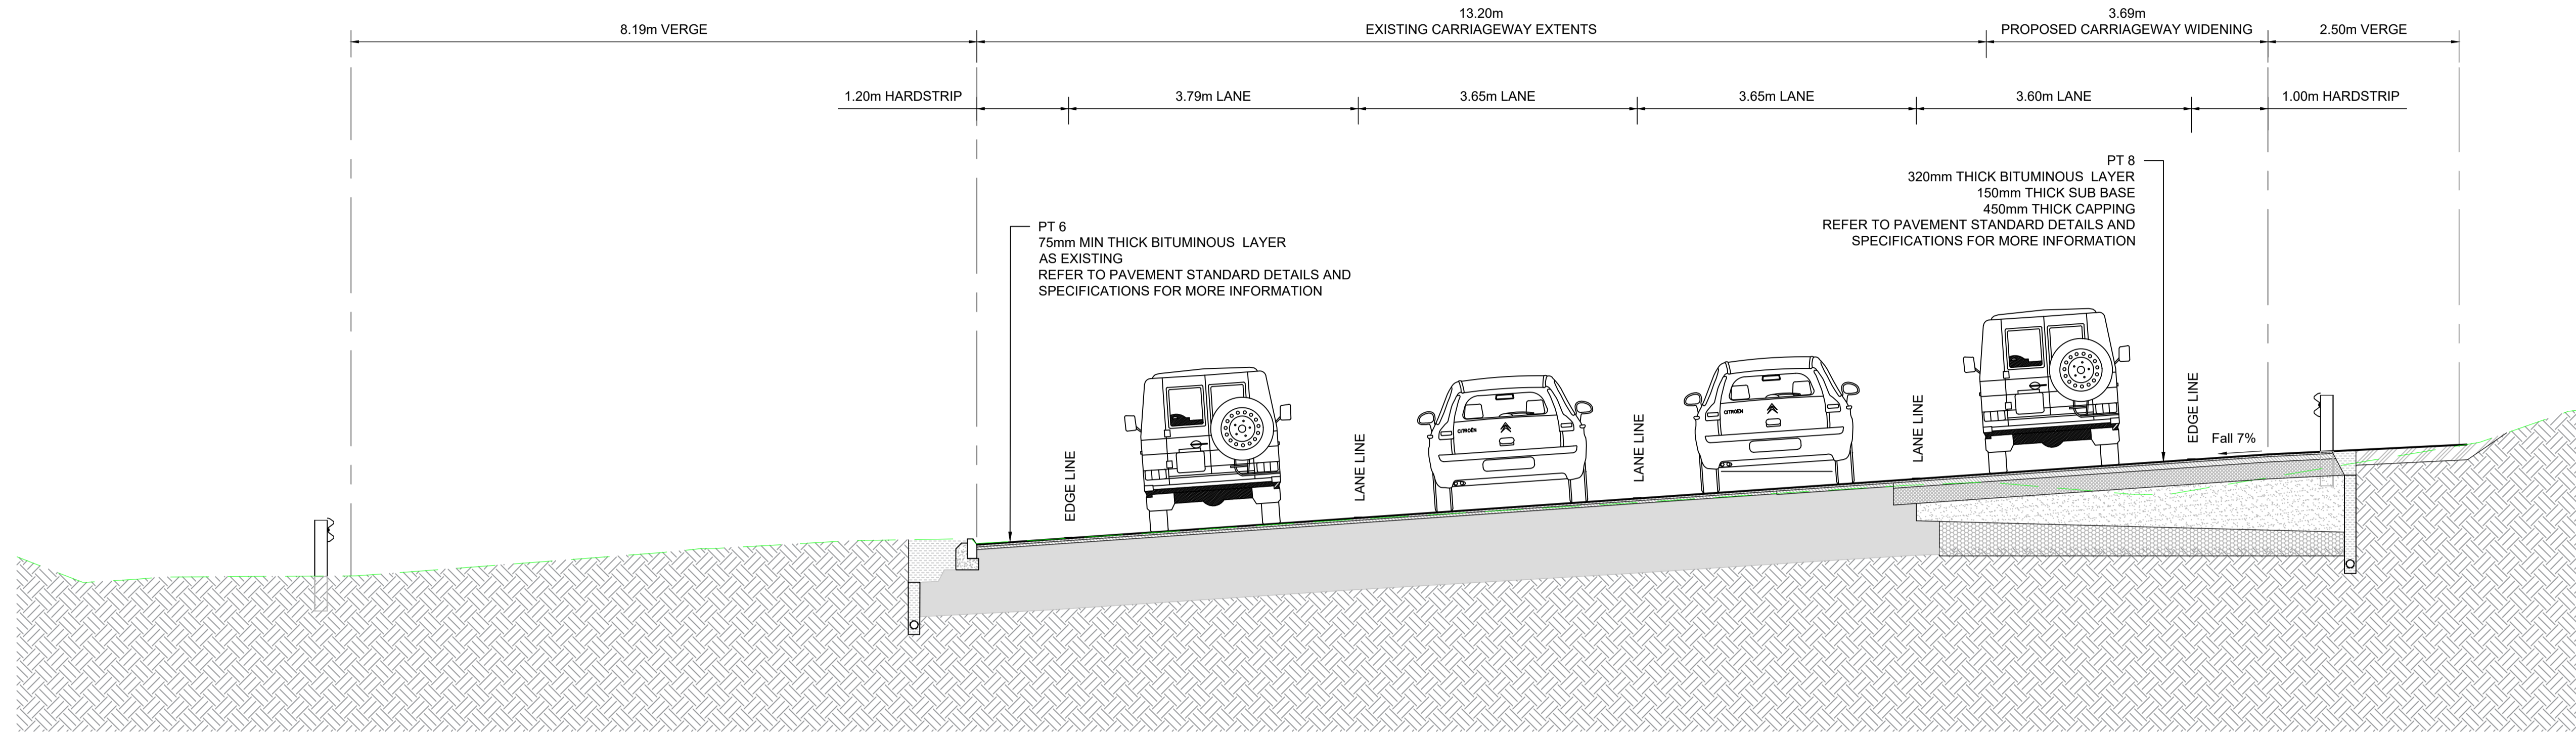 13.20m
3.69m
8.19m VERGE
EXISTING CARRIAGEWAY EXTENTS
PROPOSED CARRIAGEWAY WIDENING
2.50m VERGE
1.20m HARDSTRIP
3.79m LANE
3.65m LANE
3.65m LANE
3.60m LANE
1.00m HARDSTRIP
PT 8
320mm THICK BITUMINOUS LAYER
150mm THICK SUB BASE
450mm THICK CAPPING
REFER TO PAVEMENT STANDARD DETAILS AND
SPECIFICATIONS FOR MORE INFORMATION
PT 6
75mm MIN THICK BITUMINOUS LAYER
AS EXISTING
REFER TO PAVEMENT STANDARD DETAILS AND
SPECIFICATIONS FOR MORE INFORMATION
EDGE LINE
LANE LINE
LANE LINE
LANE LINE
EDGE LINE
Fall 7%
CITROËN
CITROËN